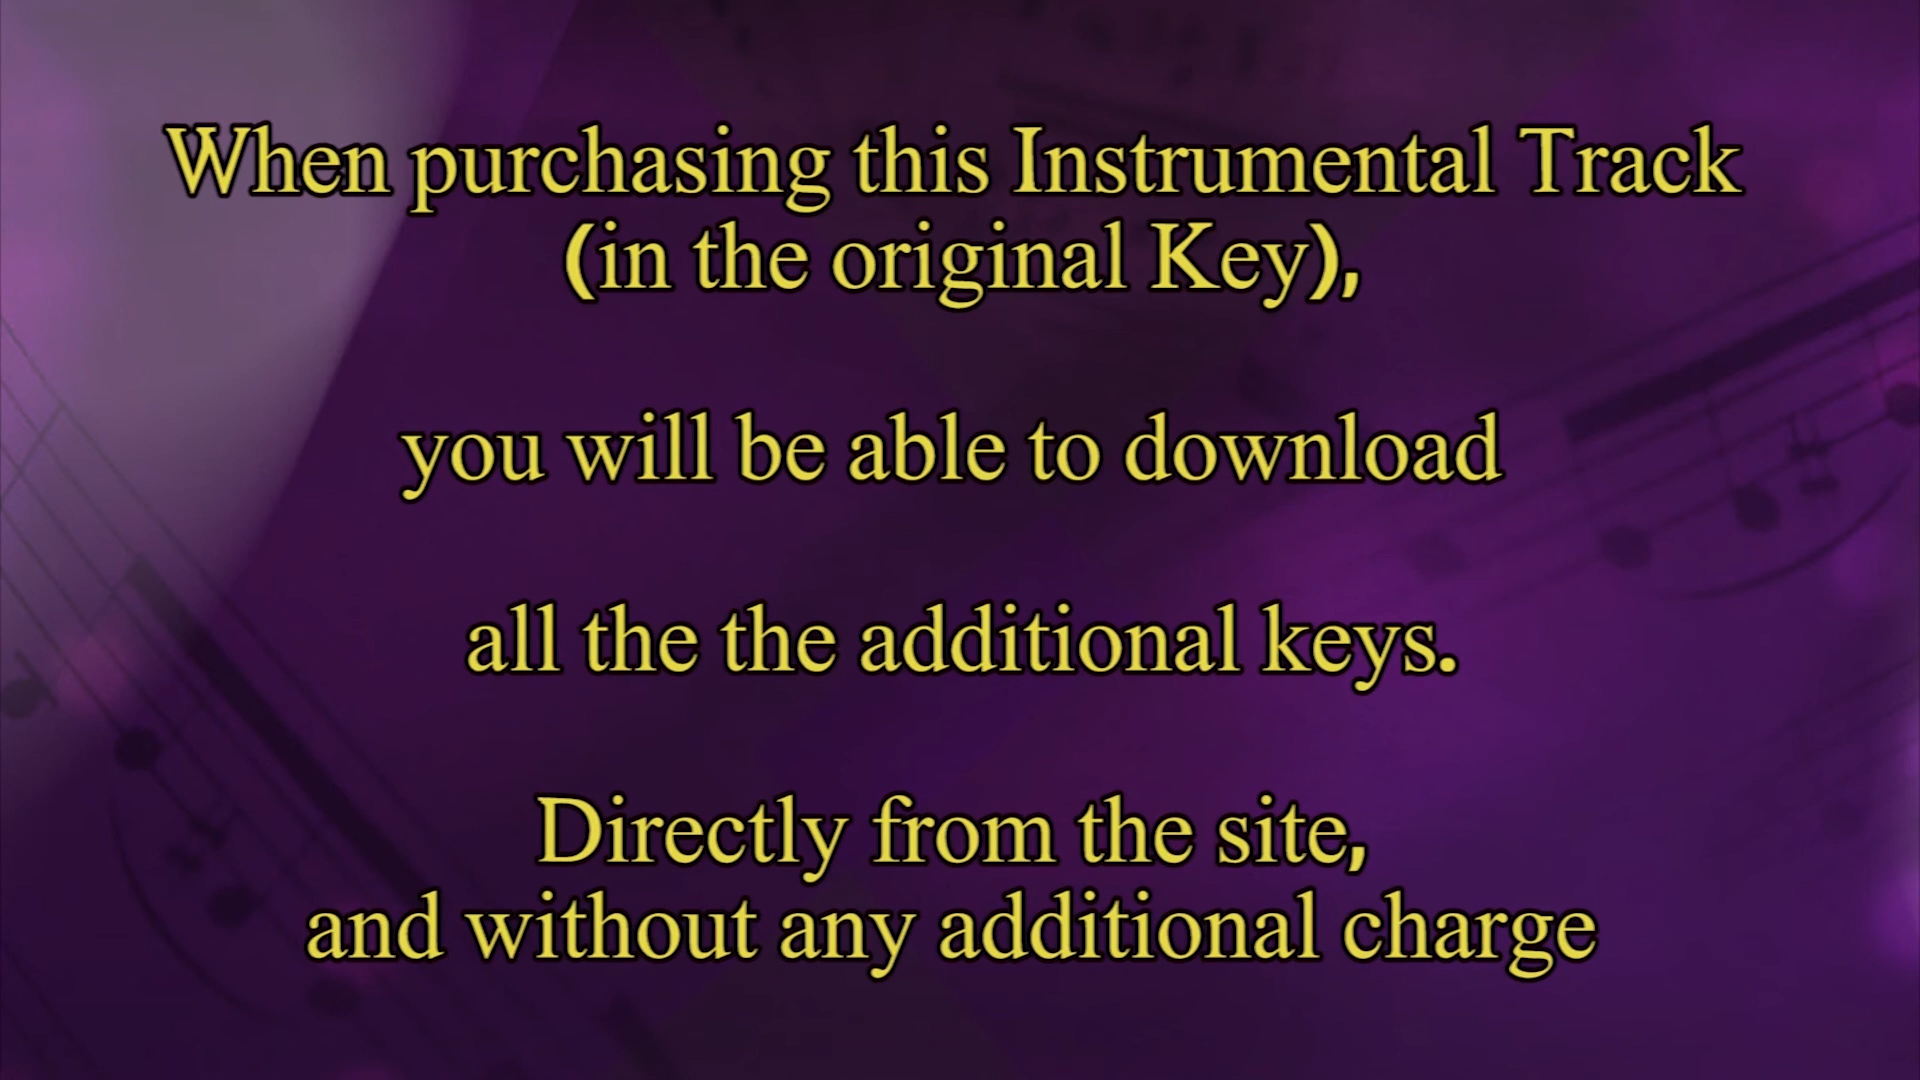 When purchasing this Instrumental Track
(in the original Key),
you will be able to download
all the the additional keys.
Directly from the site,
and without any additional charge